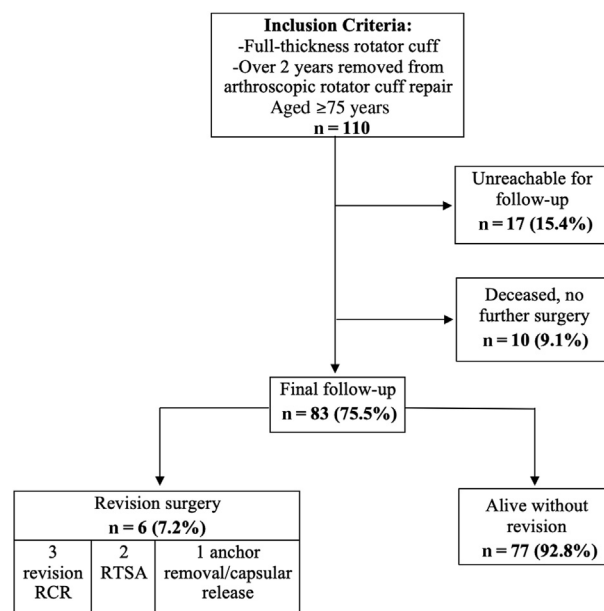 Inclusion Criteria:
-Full-thickness rotator cuff
-Over 2 years removed from
arthroscopic rotator cuff repair
Aged ≥75 years
n = 110
Unreachable for
follow-up
n = 17 (15.4%)
Deceased, no
further surgery
n = 10 (9.1%)
Final follow-up
n = 83 (75.5%)
Revision surgery
n = 6 (7.2%)
3
revision
RCR
2
RTSA
1 anchor
removal/capsular
release
Alive without
revision
n = 77 (92.8%)